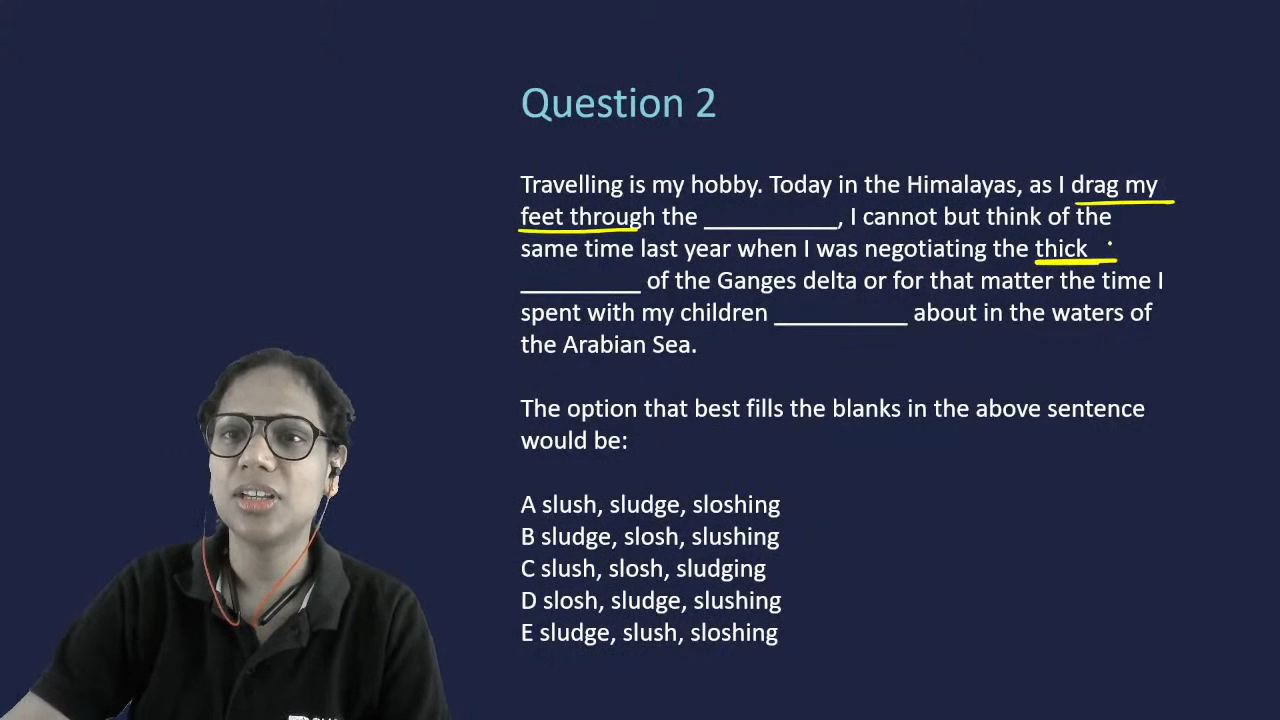 Question 2
Travelling is my hobby. Today in the Himalayas, as I drag my
feet through the __________, I cannot but think of the
same time last year when I was negotiating the thick
_________ of the Ganges delta or for that matter the time I
spent with my children __________ about in the waters of
the Arabian Sea.
The option that best fills the blanks in the above sentence
would be:
A slush, sludge, sloshing
B sludge, slosh, slushing
C slush, slosh, sludging
D slosh, sludge, slushing
E sludge, slush, sloshing